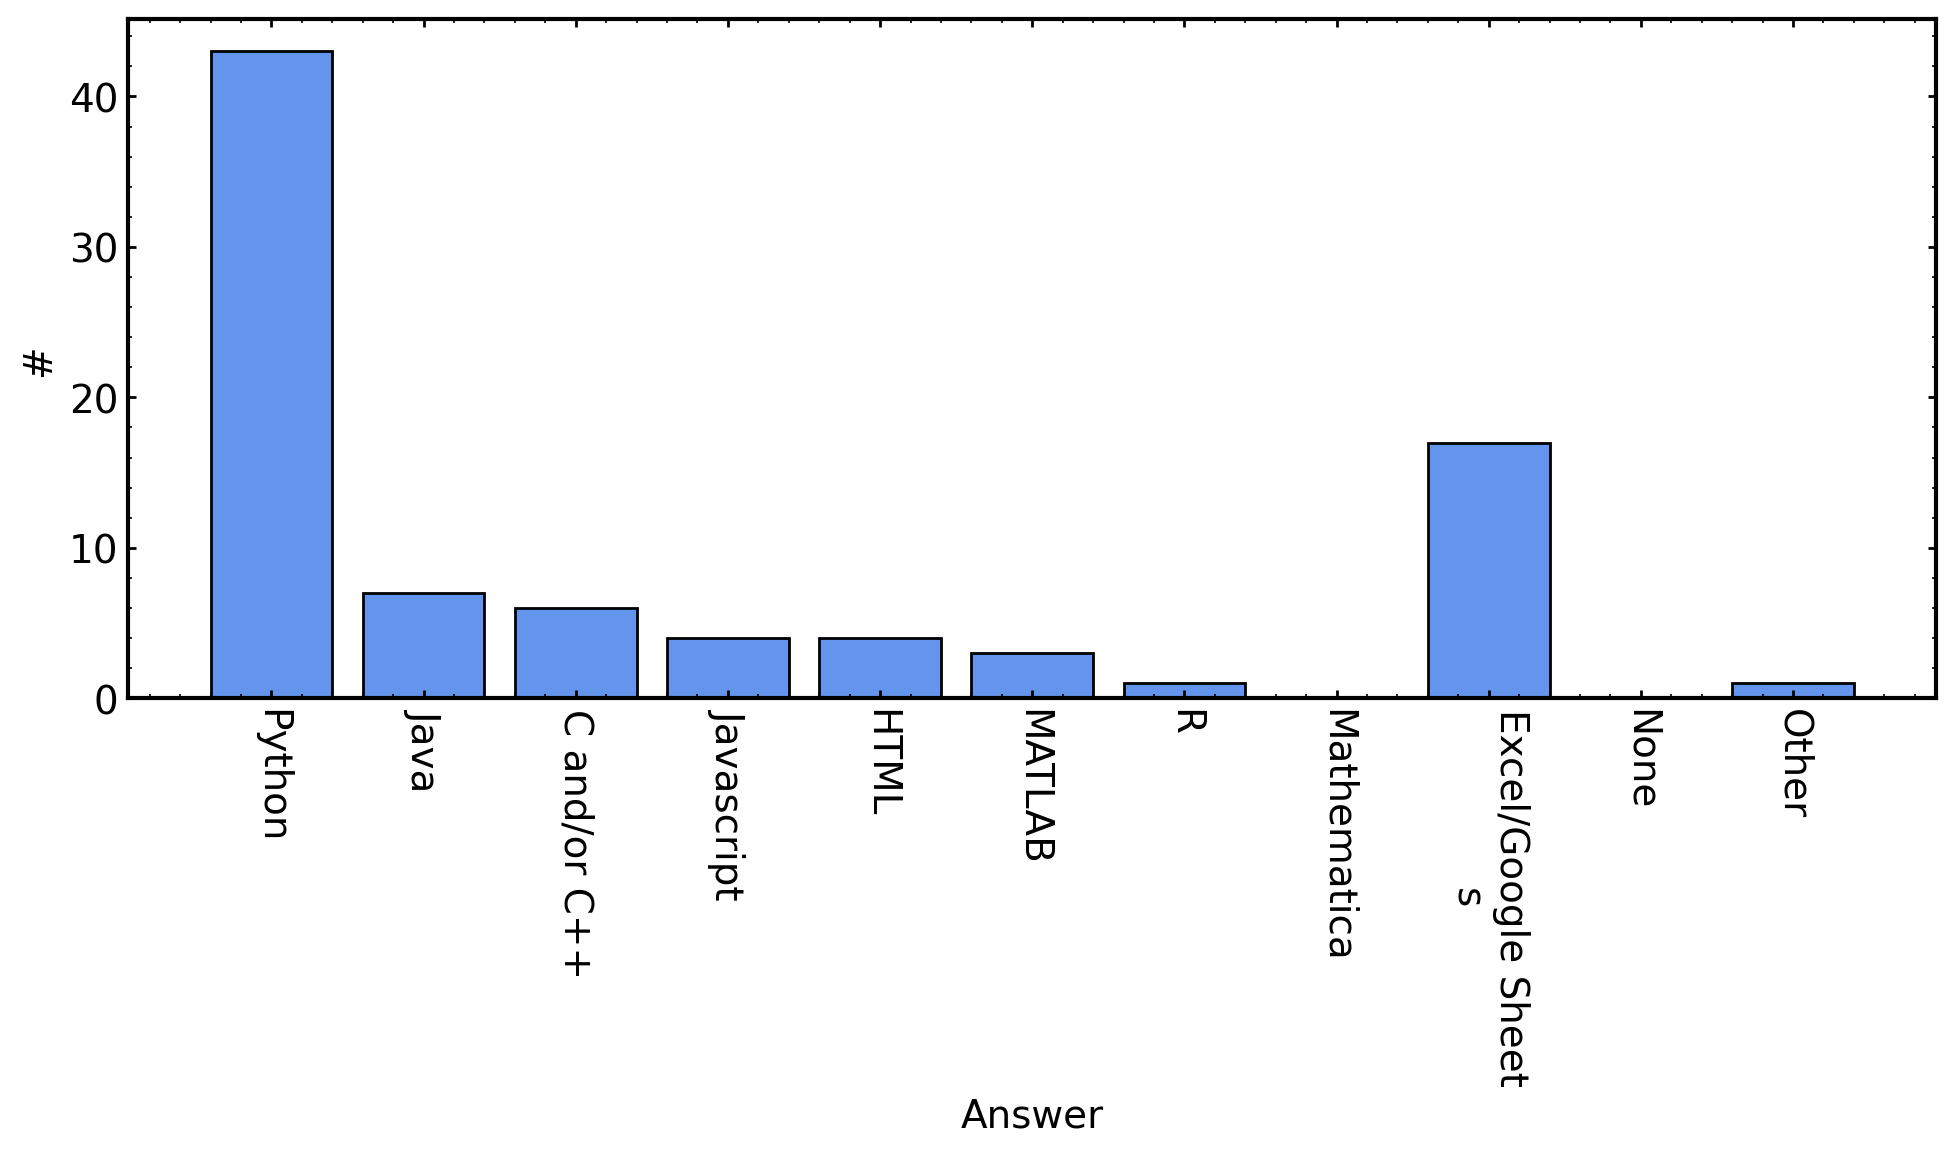 40
30
20
10
0
#
Python
Java
C and/or C++
Javascript
HTML
MATLAB
R
Mathematica
Excel/Google Sheet
s
None
Other
Answer